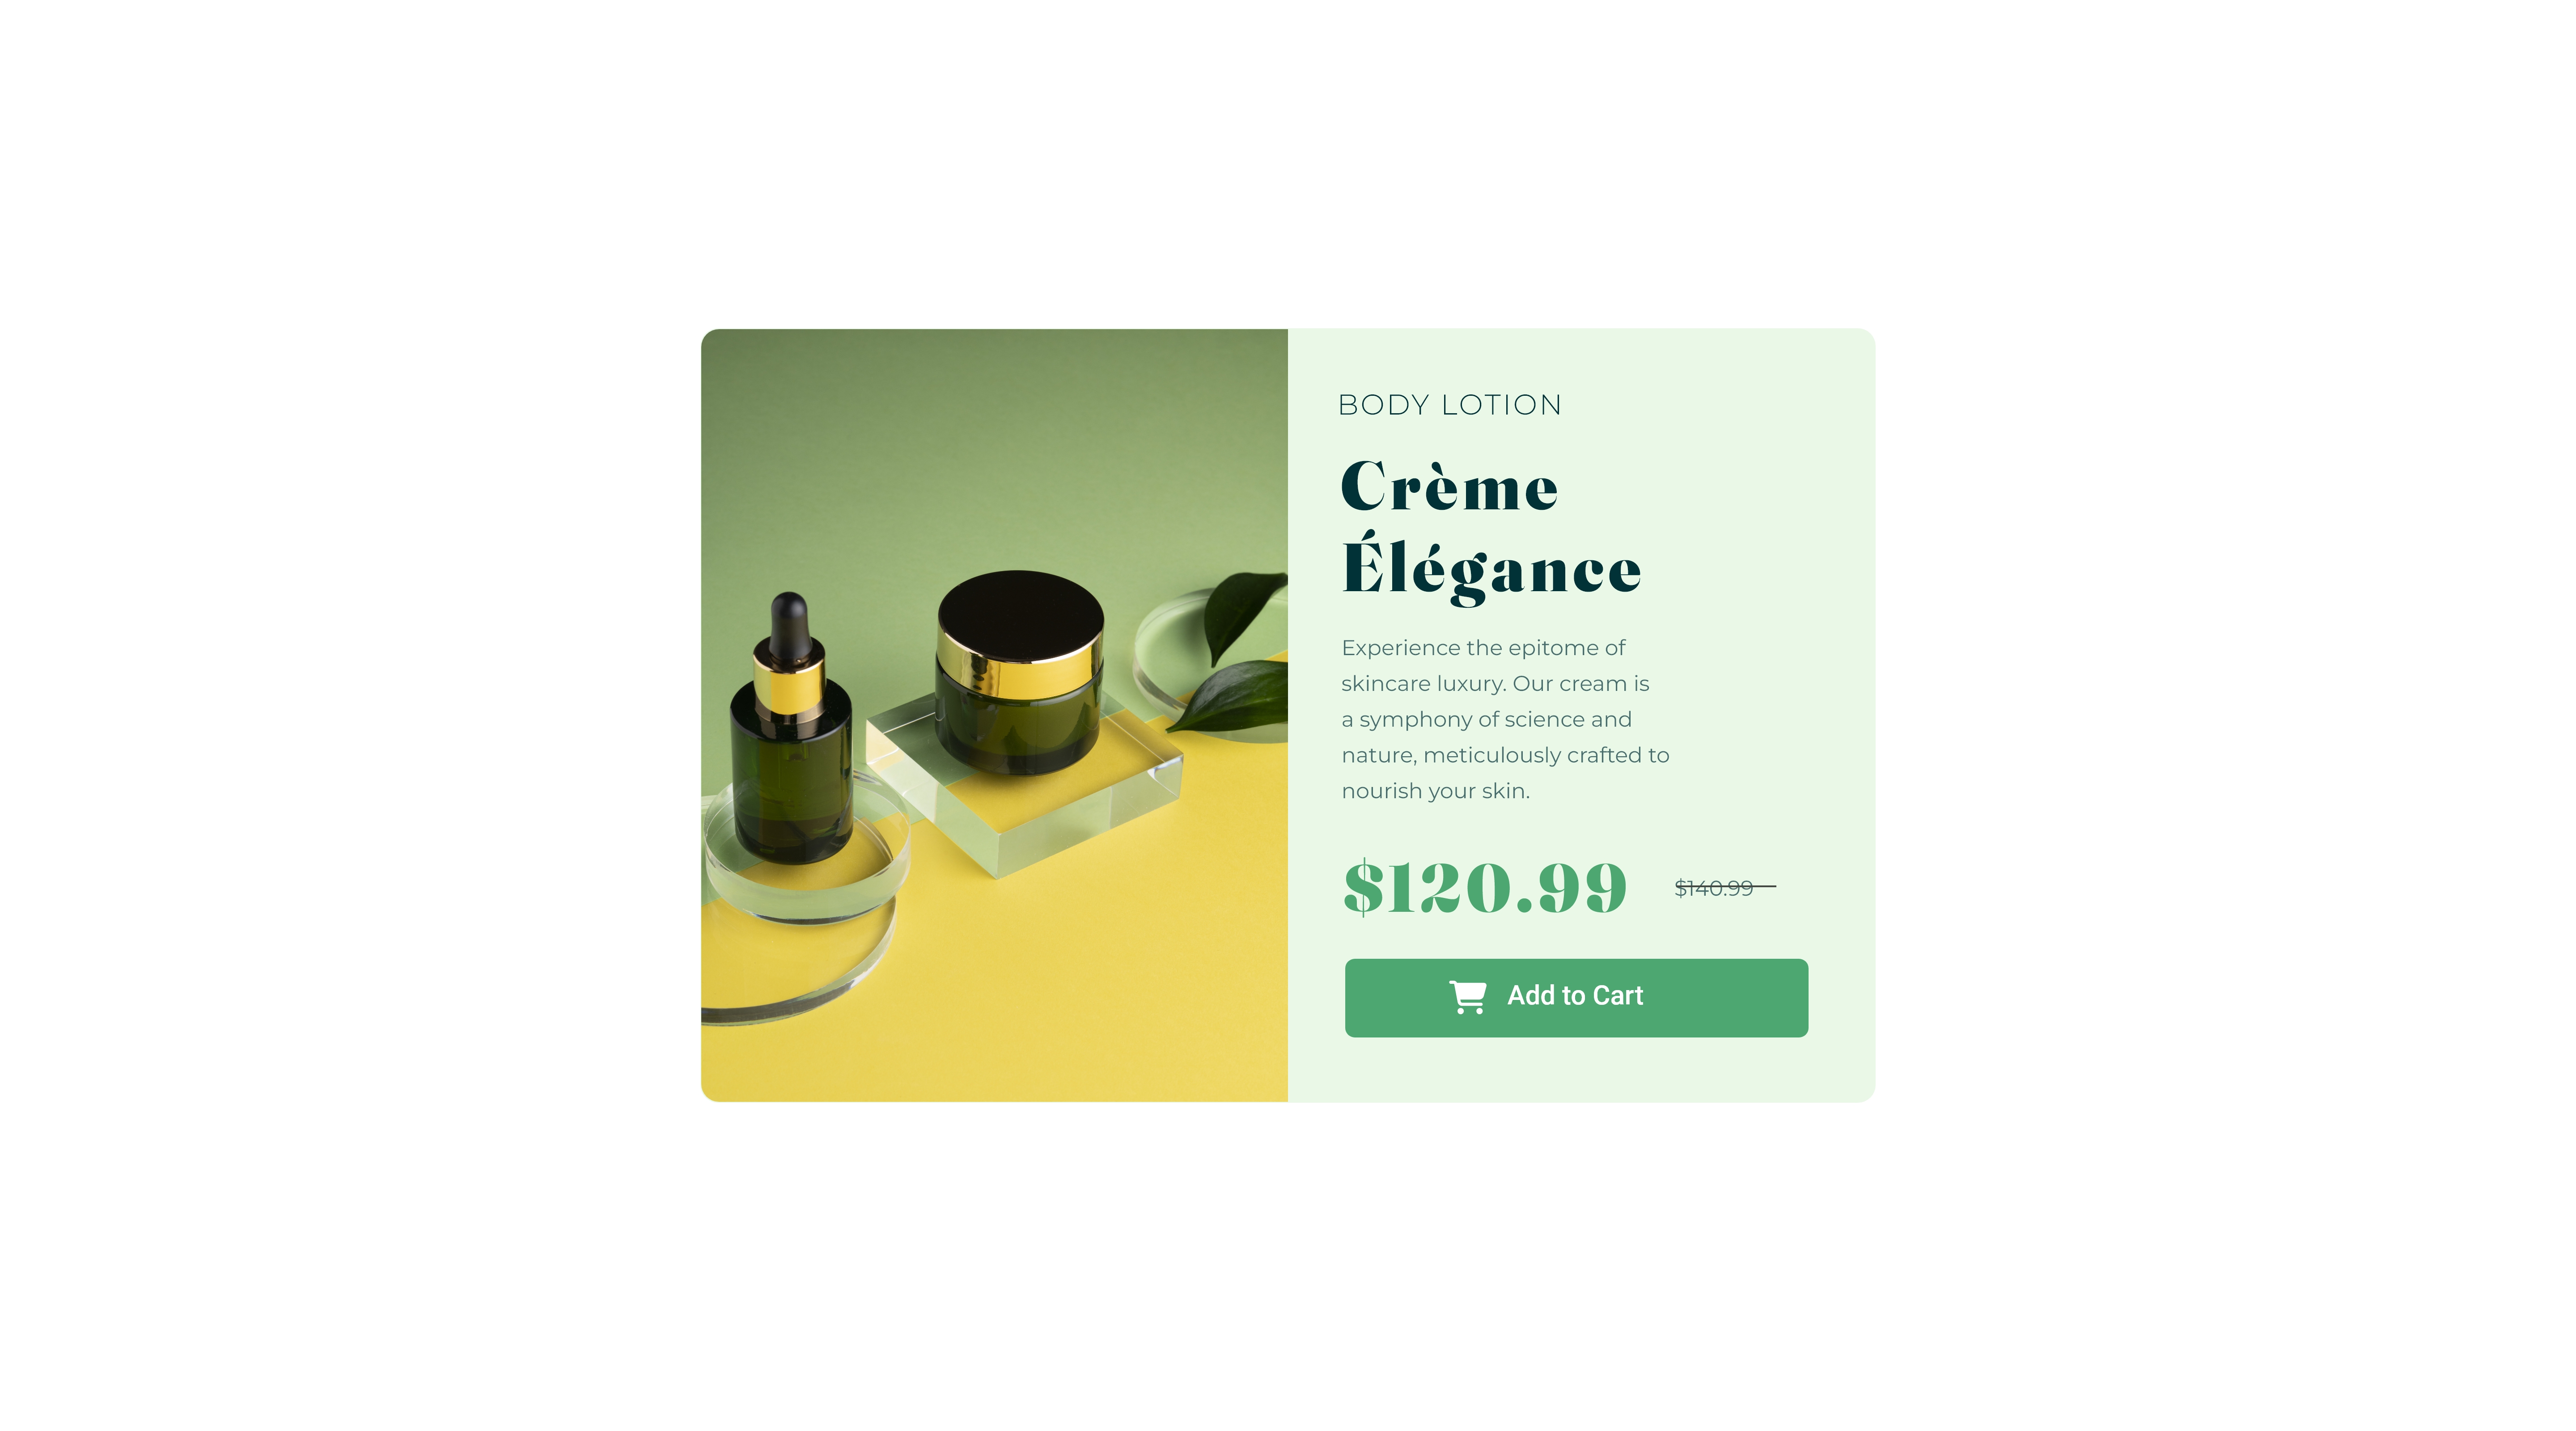 BODY LOTION
Crème
Élégance
Experience the epitome of
skincare luxury. Our cream is
a symphony of science and
nature, meticulously crafted to
nourish your skin.
$120.99 $140.99
Add to Cart